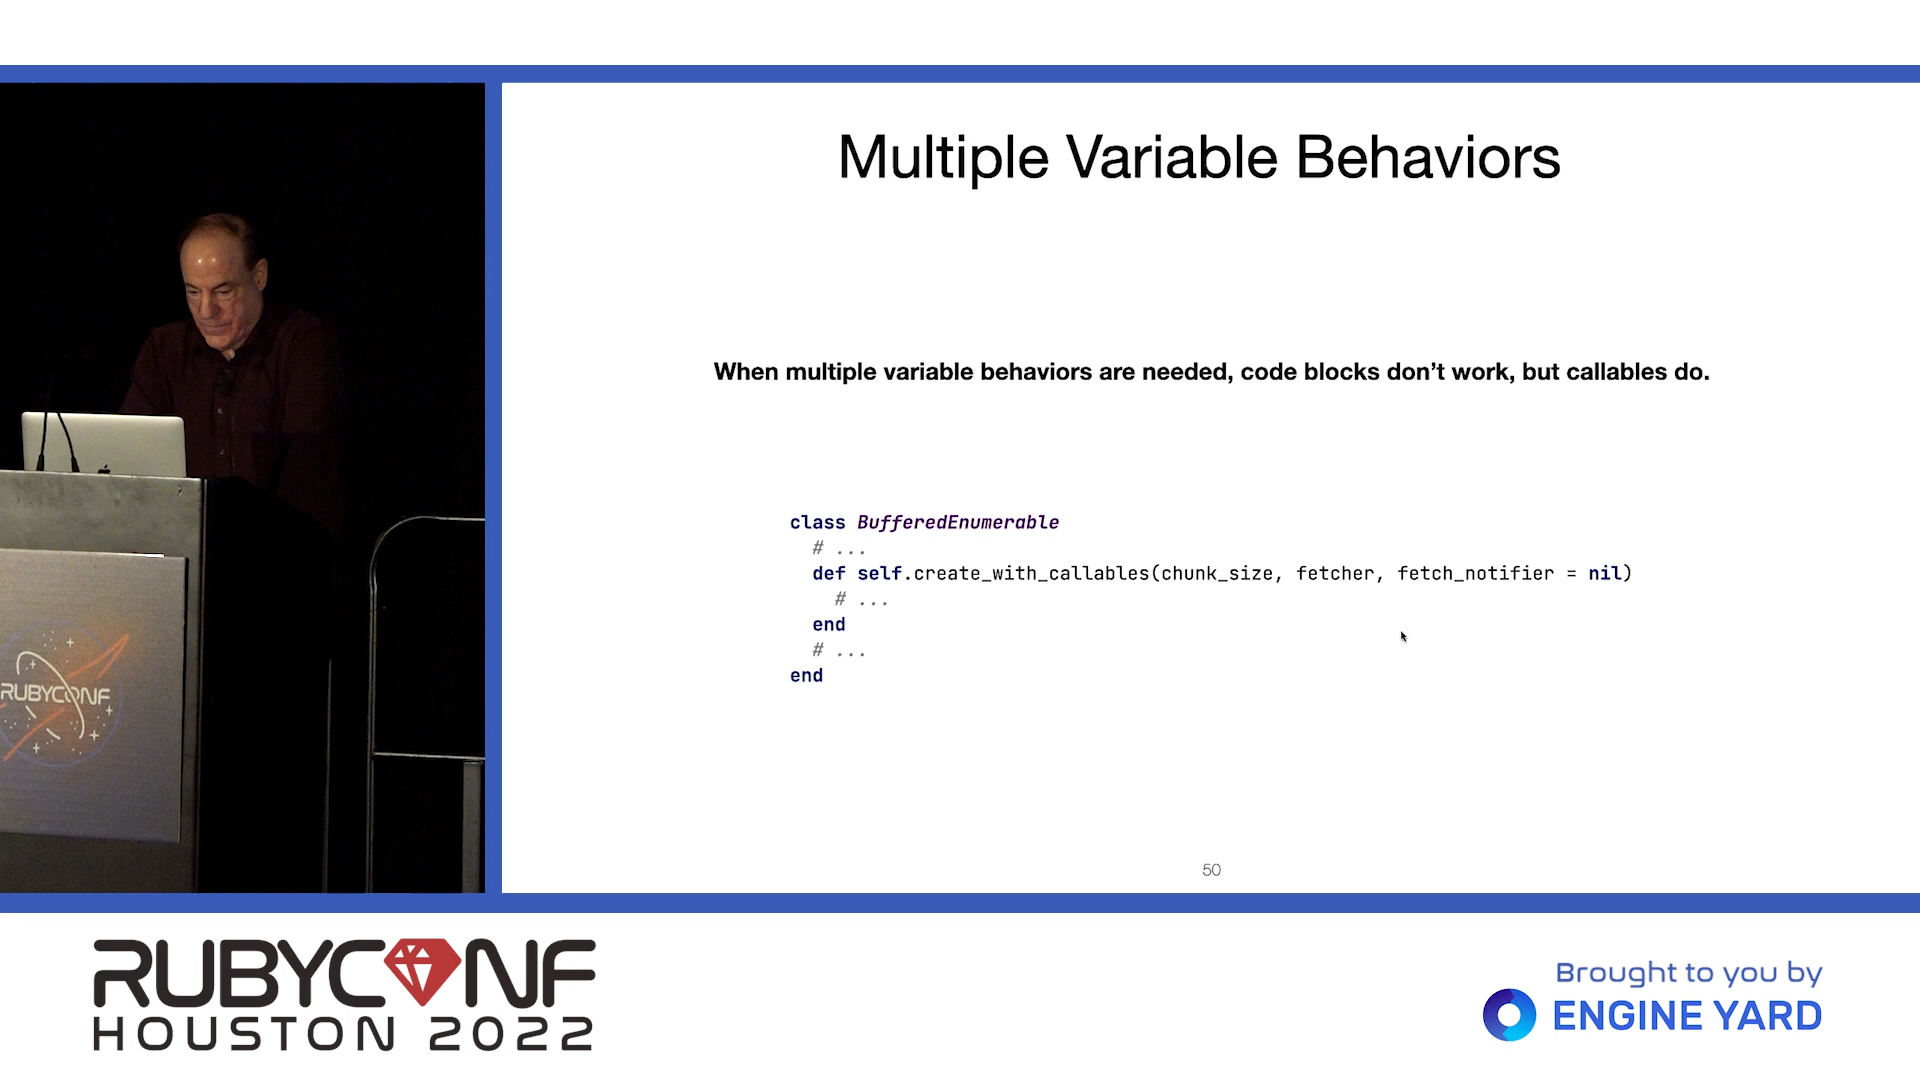 Multiple Variable Behaviors
When multiple variable behaviors are needed, code blocks don’t work, but callables do.
class BufferedEnumerable
# ...
def self.create_with_callables(chunk_size, fetcher, fetch_notifier = nil)
# ...
end
# ...
end
50
RUBYCONF
RUBYCONF
HOUSTON 2022
Brought to you by
ENGINE YARD